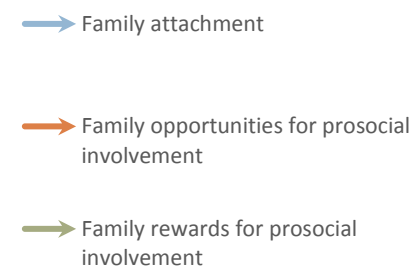 Family attachment
Family opportunities for prosocial
involvement
Family rewards for prosocial
involvement